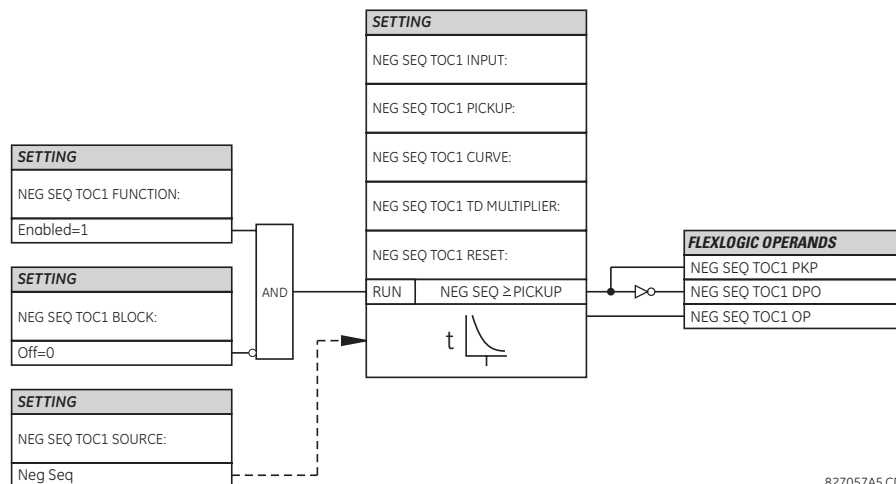 SETTING
NEG SEQ TOC1 FUNCTION:
Enabled=1
SETTING
NEG SEQ TOC1 BLOCK:
Off=0
SETTING
NEG SEQ TOC1 SOURCE:
Neg Seq
AND
SETTING
NEG SEQ TOC1 INPUT:
NEG SEQ TOC1 PICKUP:
NEG SEQ TOC1 CURVE:
NEG SEQ TOC1 TD MULTIPLIER:
NEG SEQ TOC1 RESET:
RUN NEG SEQ ≥ PICKUP
t
FLEXLOGIC OPERANDS
NEG SEQ TOC1 PKP
NEG SEQ TOC1 DPO
NEG SEQ TOC1 OP